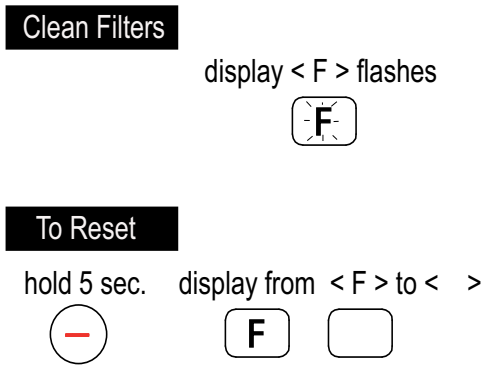 Clean Filters
display < F > flashes
F
To Reset
hold 5 sec. display from < F > to <   >
– F